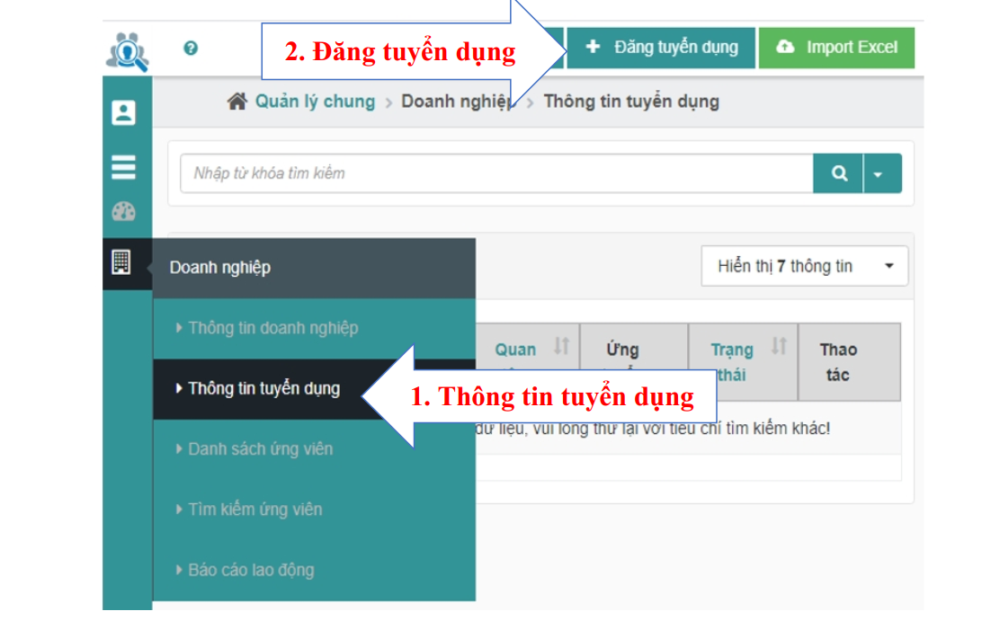 2. Đăng tuyển dụng
Đăng tuyển dụng
Import Excel
Quản lý chung > Doanh nghiệp > Thông tin tuyển dụng
Nhập từ khóa tìm kiếm
Doanh nghiệp
Hiển thị 7 thông tin
Thông tin doanh nghiệp
Thông tin tuyển dụng
Danh sách ứng viên
Tìm kiếm ứng viên
Báo cáo lao động
1. Thông tin tuyển dụng
Quan
Ứng
Trạng
thái
Thao
tác
dữ liệu, vui lòng thử lại với tiêu chí tìm kiếm khác!